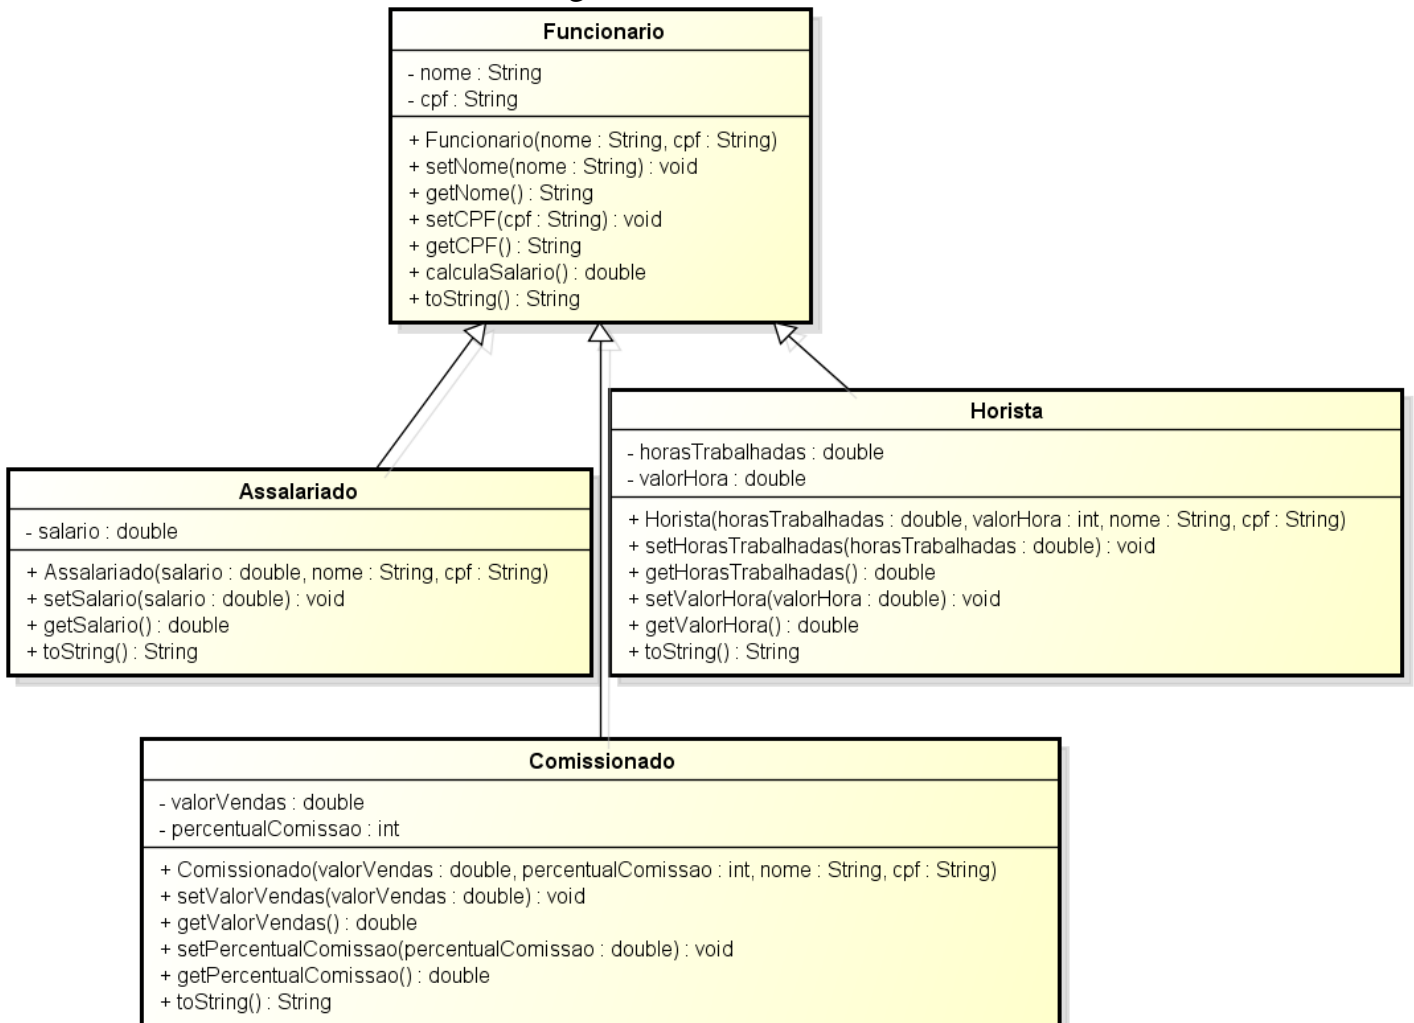 Funcionario
- nome : String
- cpf : String
+ Funcionario(nome : String, cpf : String)
+ setNome(nome : String) : void
+ getNome() : String
+ setCPF(cpf : String) : void
+ getCPF() : String
+ calculaSalario() : double
+ toString() : String
Horista
- horasTrabalhadas : double
- valorHora : double
+ Horista(horasTrabalhadas : double, valorHora : int, nome : String, cpf : String)
+ setHorasTrabalhadas(horasTrabalhadas : double) : void
+ getHorasTrabalhadas() : double
+ setValorHora(valorHora : double) : void
+ getValorHora() : double
+ toString() : String
Assalariado
- salario : double
+ Assalariado(salario : double, nome : String, cpf : String)
+ setSalario(salario : double) : void
+ getSalario() : double
+ toString() : String
Comissionado
- valorVendas : double
- percentualComissao : int
+ Comissionado(valorVendas : double, percentualComissao : int, nome : String, cpf : String)
+ setValorVendas(valorVendas : double) : void
+ getValorVendas() : double
+ setPercentualComissao(percentualComissao : double) : void
+ getPercentualComissao() : double
+ toString() : String